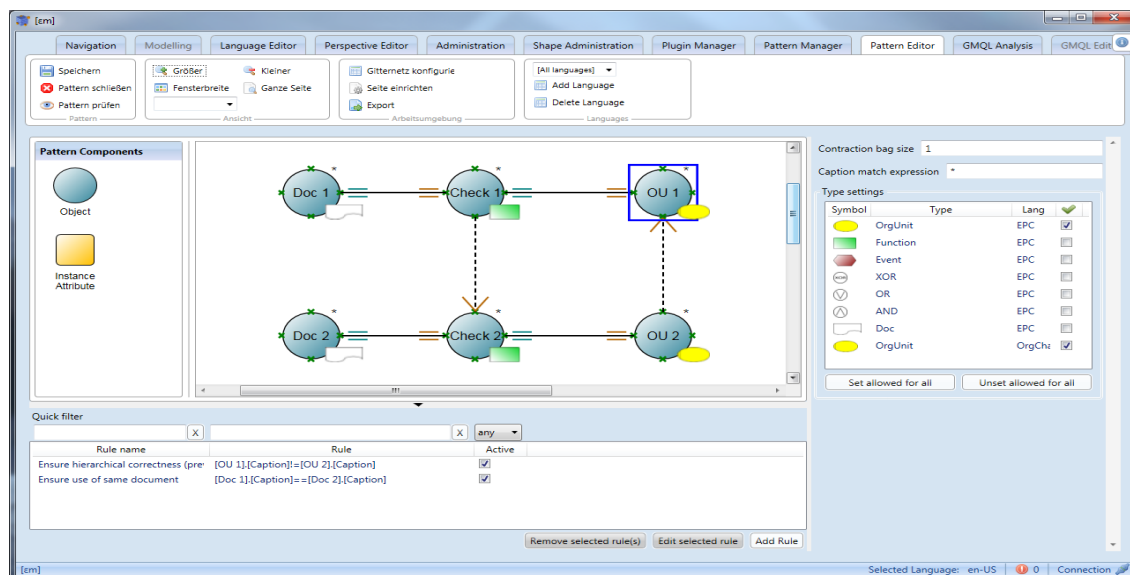 [εm]
Navigation Modelling Language Editor Perspective Editor Administration Shape Administration Plugin Manager Pattern Manager Pattern Editor GMQL Analysis GMQL Edit
Speichern Größer Kleiner Gitternetz konfigurie [All languages]
Pattern schließen Fensterbreite Ganze Seite Seite einrichten Add Language
Pattern prüfen Export Delete Language
Pattern Ansicht Arbeitsumgebung Languages
Pattern Components
Object
Instance
Attribute
* * *
Doc 1 Check 1 OU 1
* * *
Doc 2 Check 2 OU 2
Contraction bag size 1
Caption match expression *
Type settings
Symbol Type Lang
OrgUnit EPC
Function EPC
Event EPC
XOR XOR EPC
OR EPC
AND EPC
Doc EPC
OrgUnit OrgCha
Set allowed for all Unset allowed for all
Quick filter
X X any
Rule name Rule Active
Ensure hierarchical correctness (pre [OU 1].[Caption]!=[OU 2].[Caption]
Ensure use of same document [Doc 1].[Caption]==[Doc 2].[Caption]
Remove selected rule(s) Edit selected rule Add Rule
[εm] Selected Language: en-US 0 Connection